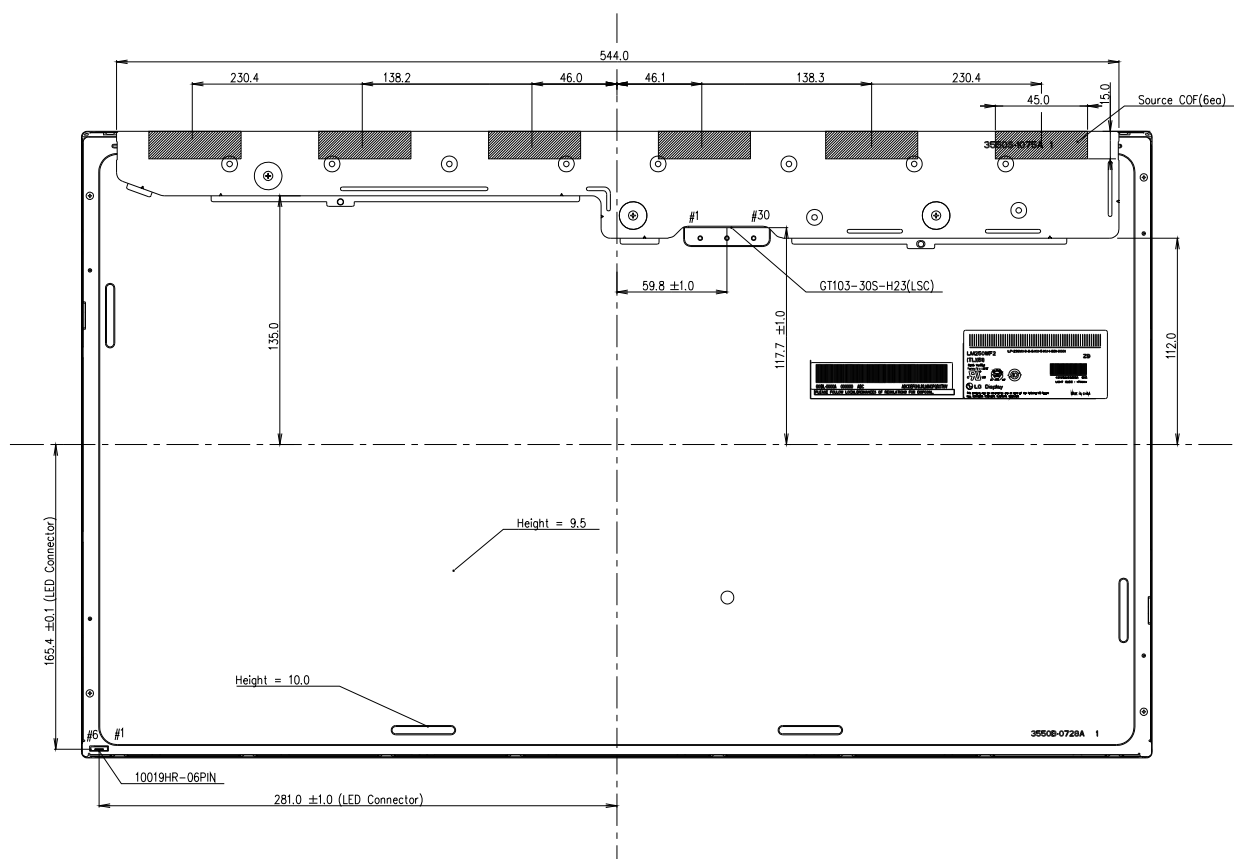 544.0
230.4
138.2
46.0
46.1
138.3
230.4
45.0
15.0
Source COF(6ea)
3550S-1075A 1
#1
#30
59.8 ±1.0
GT103-30S-H23(LSC)
135.0
117.7 ±1.0
112.0
LM250WF2
ZB
LG Display
Height = 9.5
165.4 ±0.1 (LED Connector)
Height = 10.0
#6
#1
3550B-0728A 1
10019HR-06PIN
281.0 ±1.0 (LED Connector)